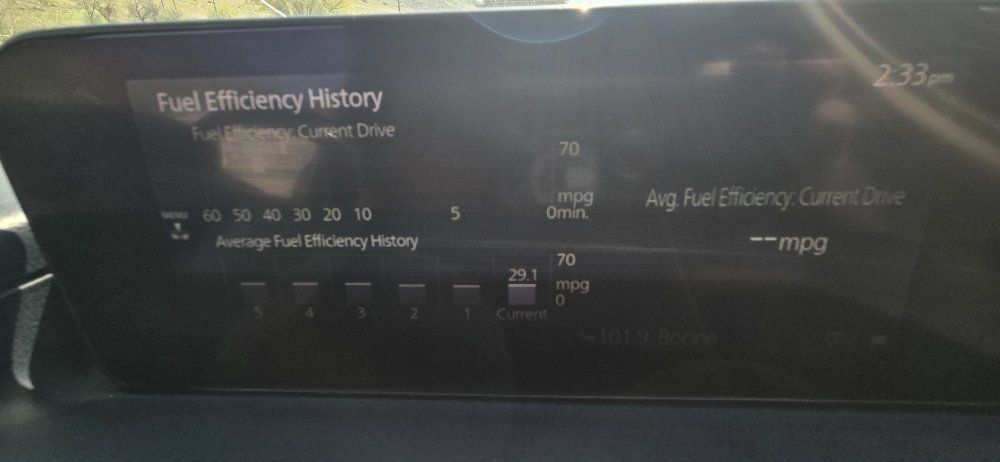 2:33pm
Fuel Efficiency History
Fuel Efficiency: Current Drive
70
mpg
Avg. Fuel Efficiency: Current Drive
MENU 60 50 40 30 20 10 5 0min.
Average Fuel Efficiency History
--mpg
70
29.1
mpg
0
5 4 3 2 1 Current
101.9, Boone